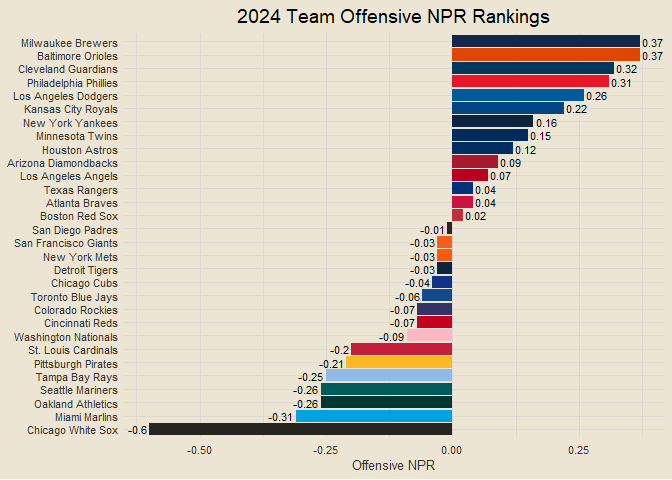 2024 Team Offensive NPR Rankings
Milwaukee Brewers 0.37
Baltimore Orioles 0.37
Cleveland Guardians 0.32
Philadelphia Phillies 0.31
Los Angeles Dodgers 0.26
Kansas City Royals 0.22
New York Yankees 0.16
Minnesota Twins 0.15
Houston Astros 0.12
Arizona Diamondbacks 0.09
Los Angeles Angels 0.07
Texas Rangers 0.04
Atlanta Braves 0.04
Boston Red Sox 0.02
San Diego Padres -0.01
San Francisco Giants -0.03
New York Mets -0.03
Detroit Tigers -0.03
Chicago Cubs -0.04
Toronto Blue Jays -0.06
Colorado Rockies -0.07
Cincinnati Reds -0.07
Washington Nationals -0.09
St. Louis Cardinals -0.2
Pittsburgh Pirates -0.21
Tampa Bay Rays -0.25
Seattle Mariners -0.26
Oakland Athletics -0.26
Miami Marlins -0.31
Chicago White Sox -0.6
-0.50 -0.25 0.00 0.25
Offensive NPR